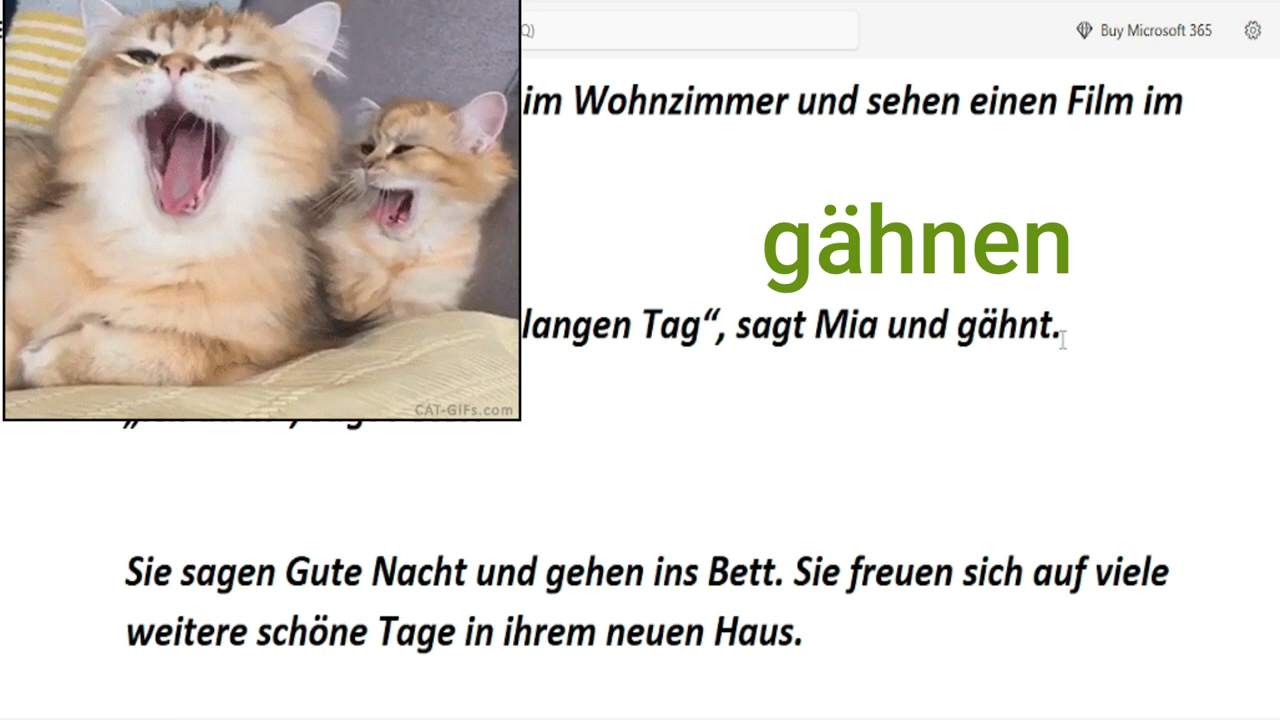 Q)
Buy Microsoft 365
im Wohnzimmer und sehen einen Film im
gähnen
langen Tag“, sagt Mia und gähnt.
CAT-GIFs.com
Sie sagen Gute Nacht und gehen ins Bett. Sie freuen sich auf viele
weitere schöne Tage in ihrem neuen Haus.